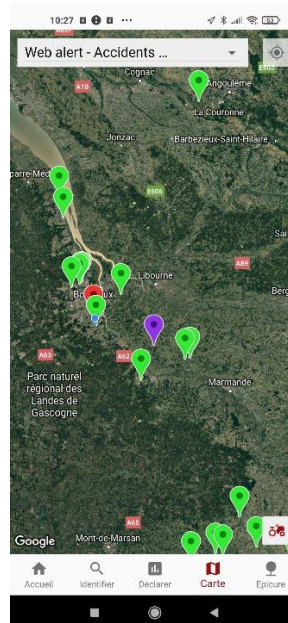 10:27
Web alert - Accidents ...
Cognac
E603
Angoulême
A10
La Couronne
Jonzac
Barbezieux-Saint-Hilaire
E606
A89
Libourne
A63
A62
Parc naturel
régional des
Landes de
Gascogne
Marmande
A65
Google
Mont-de-Marsan
Accueil
Identifier
Déclarer
Carte
Epicure